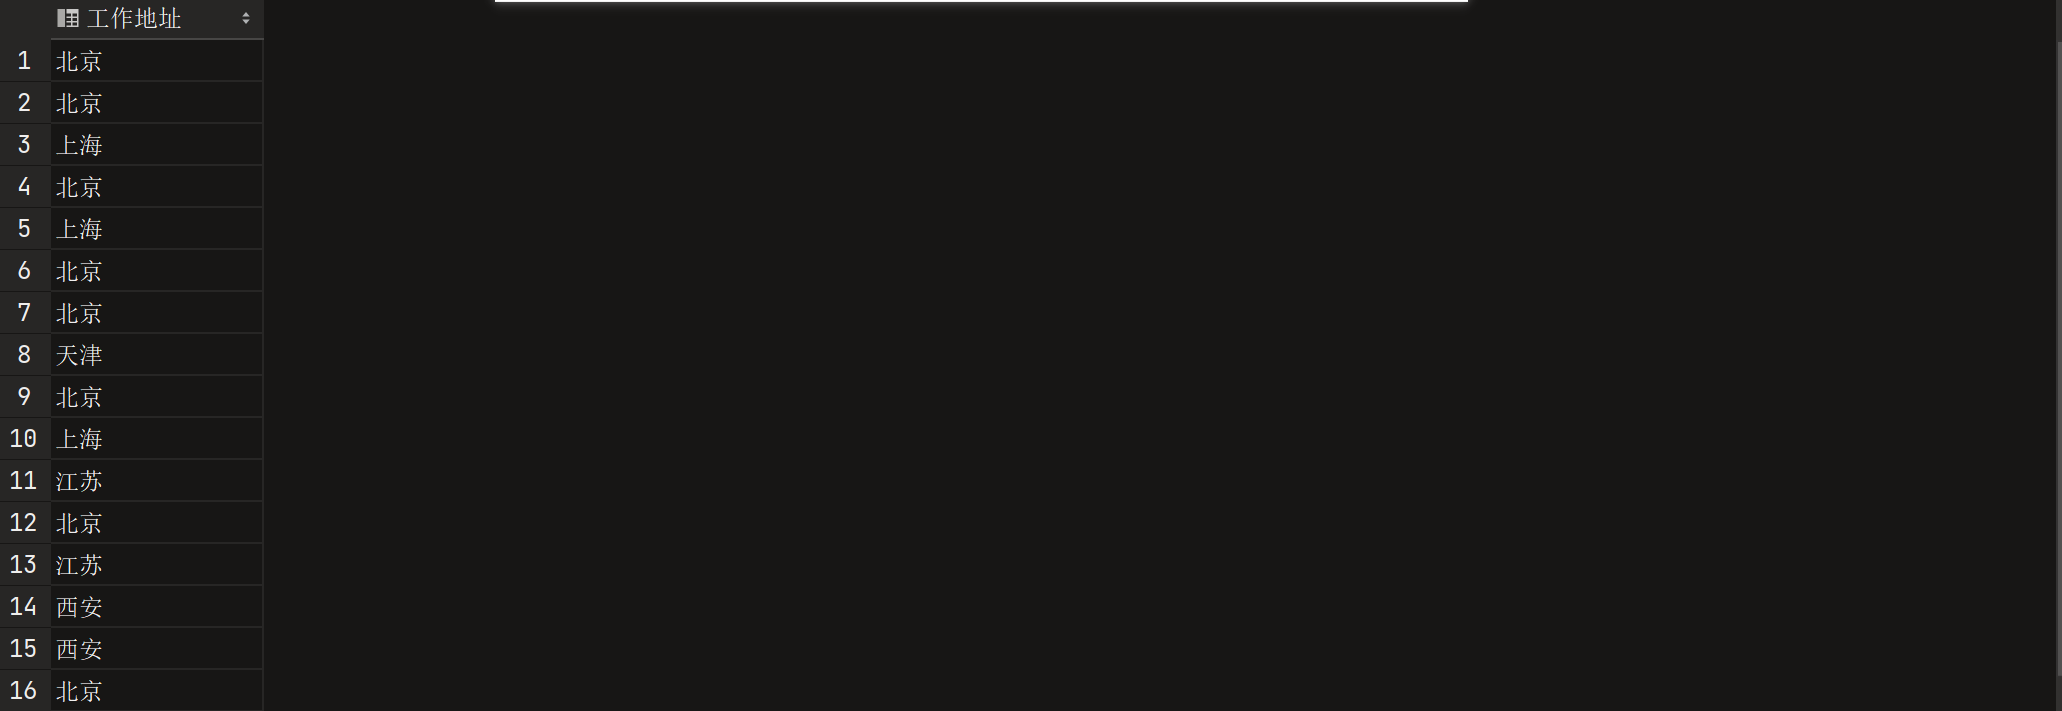 工作地址
1 北京
2 北京
3 上海
4 北京
5 上海
6 北京
7 北京
8 天津
9 北京
10 上海
11 江苏
12 北京
13 江苏
14 西安
15 西安
16 北京